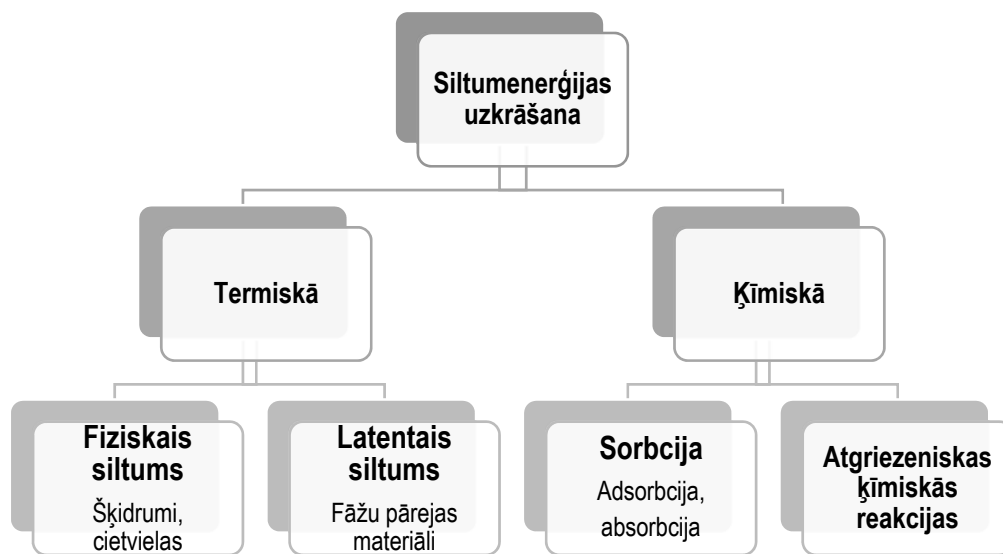 Siltumenerģijas
uzkrāšana
Termiskā
Ķīmiskā
Fiziskais
siltums
Šķidrumi,
cietvielas
Latentais
siltums
Fāžu pārejas
materiāli
Sorbcija
Adsorbcija,
absorbcija
Atgriezeniskas
ķīmiskās
reakcijas